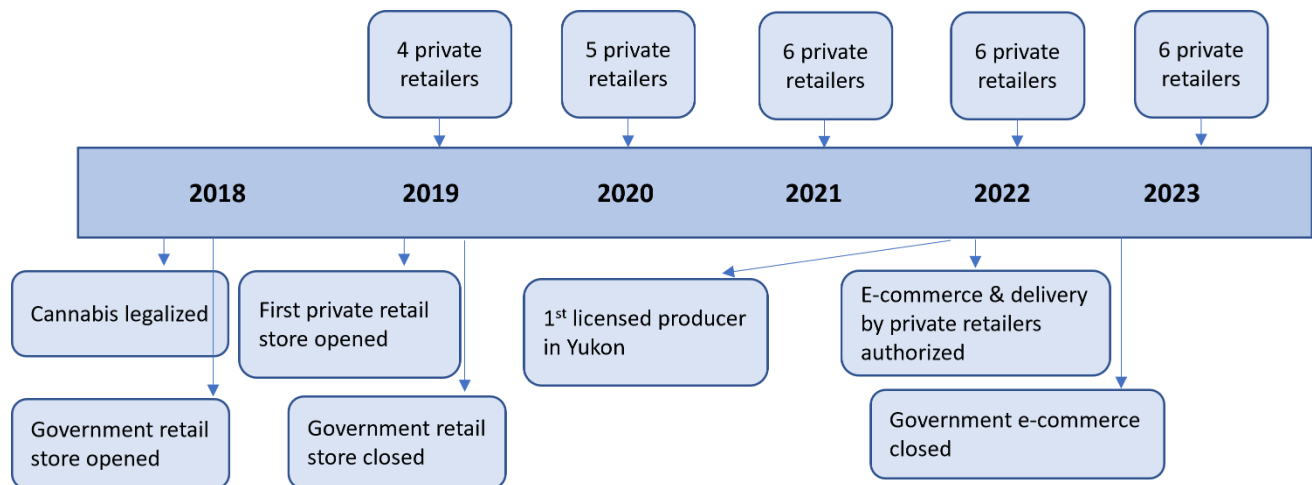 4 private
retailers
5 private
retailers
6 private
retailers
6 private
retailers
6 private
retailers
2018
2019
2020
2021
2022
2023
Cannabis legalized
First private retail
store opened
1st licensed producer
in Yukon
E-commerce & delivery
by private retailers
authorized
Government retail
store opened
Government retail
store closed
Government e-commerce
closed